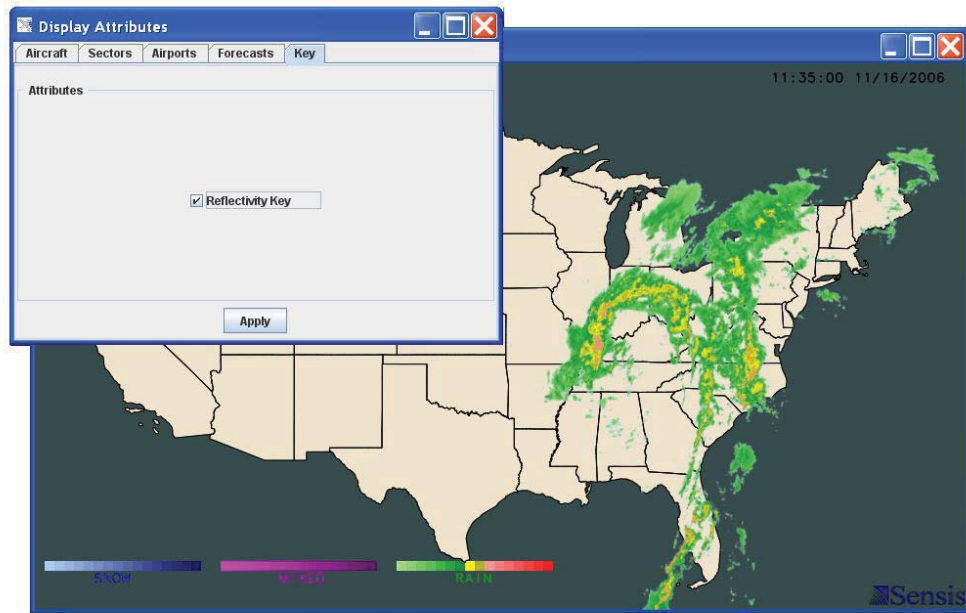 Display Attributes
Aircraft Sectors Airports Forecasts Key
11:35:00 11/16/2006
Attributes
Reflectivity Key
Apply
SNOW MIXED RAIN
Sensis